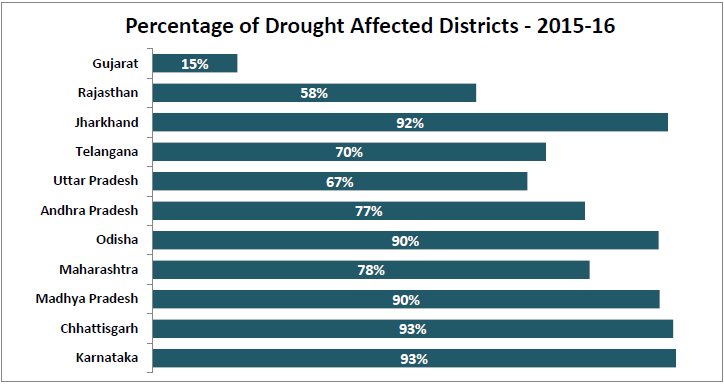 Percentage of Drought Affected Districts - 2015-16
Gujarat 15%
Rajasthan 58%
Jharkhand 92%
Telangana 70%
Uttar Pradesh 67%
Andhra Pradesh 77%
Odisha 90%
Maharashtra 78%
Madhya Pradesh 90%
Chhattisgarh 93%
Karnataka 93%